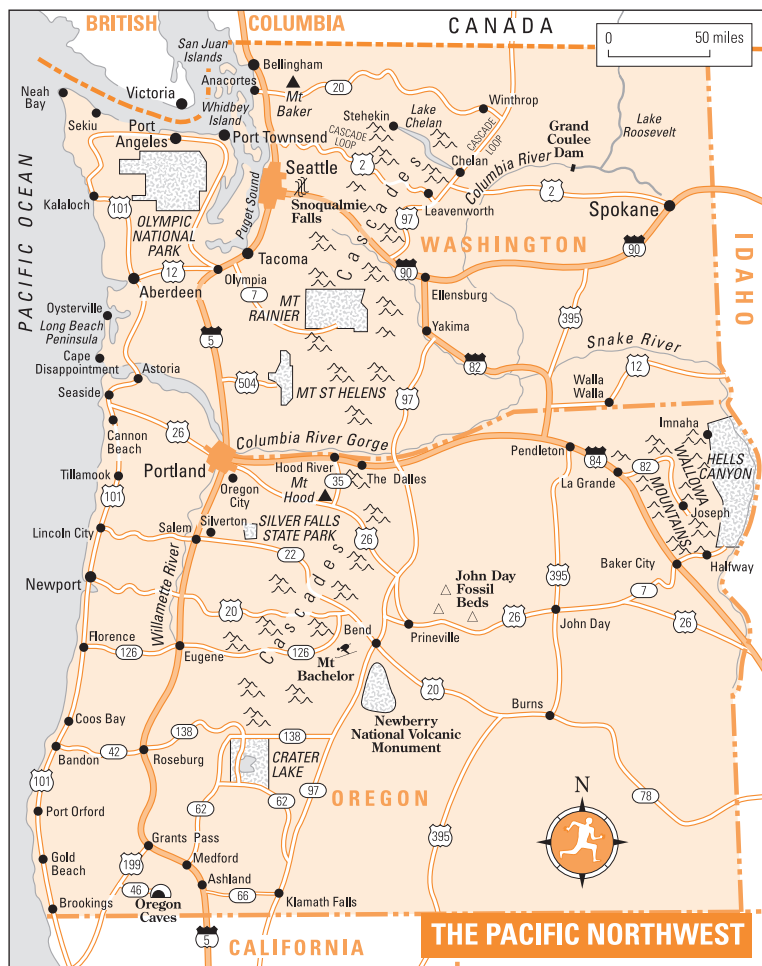 BRITISH
COLUMBIA
CANADA
0
50 miles
San Juan
Islands
Bellingham
Anacortes
Mt
Baker
20
Neah
Bay
Victoria
Whidbey
Island
Sekiu
Port
Angeles
Port Townsend
Stehekin
Lake
Chelan
Winthrop
CASCADE
LOOP
CASCADE
LOOP
Grand
Coulee
Dam
Lake
Roosevelt
Seattle
2
Chelan
Columbia River
2
Snoqualmie
Falls
Leavenworth
Spokane
Kalaloch
101
OLYMPIC
NATIONAL
PARK
Puget Sound
Cascades
97
WASHINGTON
90
IDAHO
PACIFIC OCEAN
Tacoma
12
Olympia
90
Aberdeen
7
Ellensburg
MT
RAINIER
Oysterville
Long Beach
Peninsula
5
Yakima
395
Snake River
Cape
Disappointment
Astoria
82
12
504
MT ST HELENS
Walla
Walla
Seaside
97
Imnaha
26
Cannon
Beach
Columbia River Gorge
Pendleton
HELLS
CANYON
Portland
Hood River
84
82
WALLOWA
MOUNTAINS
Tillamook
Oregon
City
Mt
Hood
35
The Dalles
La Grande
101
Joseph
Lincoln City
Salem
Silverton
SILVER FALLS
STATE PARK
26
22
Baker City
Halfway
Newport
Willamette River
Cascades
John Day
Fossil
Beds
395
7
20
26
John Day
26
Florence
126
Eugene
126
Bend
Prineville
Mt
Bachelor
20
Burns
Newberry
National Volcanic
Monument
Coos Bay
138
138
Bandon
42
Roseburg
CRATER
LAKE
101
97
OREGON
78
N
Port Orford
62
62
395
Grants Pass
199
Gold
Beach
Medford
Ashland
46
66
Brookings
Oregon
Caves
Klamath Falls
5
CALIFORNIA
THE PACIFIC NORTHWEST